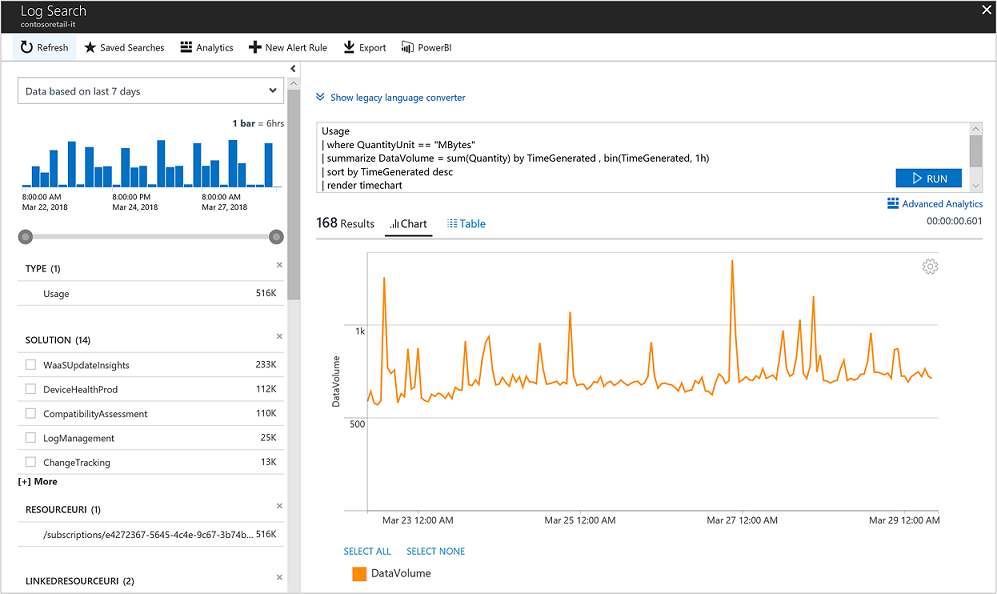 Log Search
contosoretail-it
Refresh Saved Searches Analytics New Alert Rule Export PowerBI
Data based on last 7 days
1 bar = 6hrs
8:00:00 AM 8:00:00 PM 8:00:00 AM
Mar 22, 2018 Mar 24, 2018 Mar 27, 2018
TYPE (1)
Usage 516K
SOLUTION (14)
WaaSUpdateInsights 233K
DeviceHealthProd 112K
CompatibilityAssessment 110K
LogManagement 25K
ChangeTracking 13K
[+] More
RESOURCEURI (1)
/subscriptions/e4272367-5645-4c4e-9c67-3b74b... 516K
LINKEDRESOURCEURI (2)
Show legacy language converter
Usage
| where QuantityUnit == "MBytes"
| summarize DataVolume = sum(Quantity) by TimeGenerated , bin(TimeGenerated, 1h)
| sort by TimeGenerated desc
| render timechart
RUN
Advanced Analytics
168 Results Chart Table
00:00:00.601
1k
DataVolume
500
Mar 23 12:00 AM Mar 25 12:00 AM Mar 27 12:00 AM Mar 29 12:00 AM
SELECT ALL SELECT NONE
DataVolume